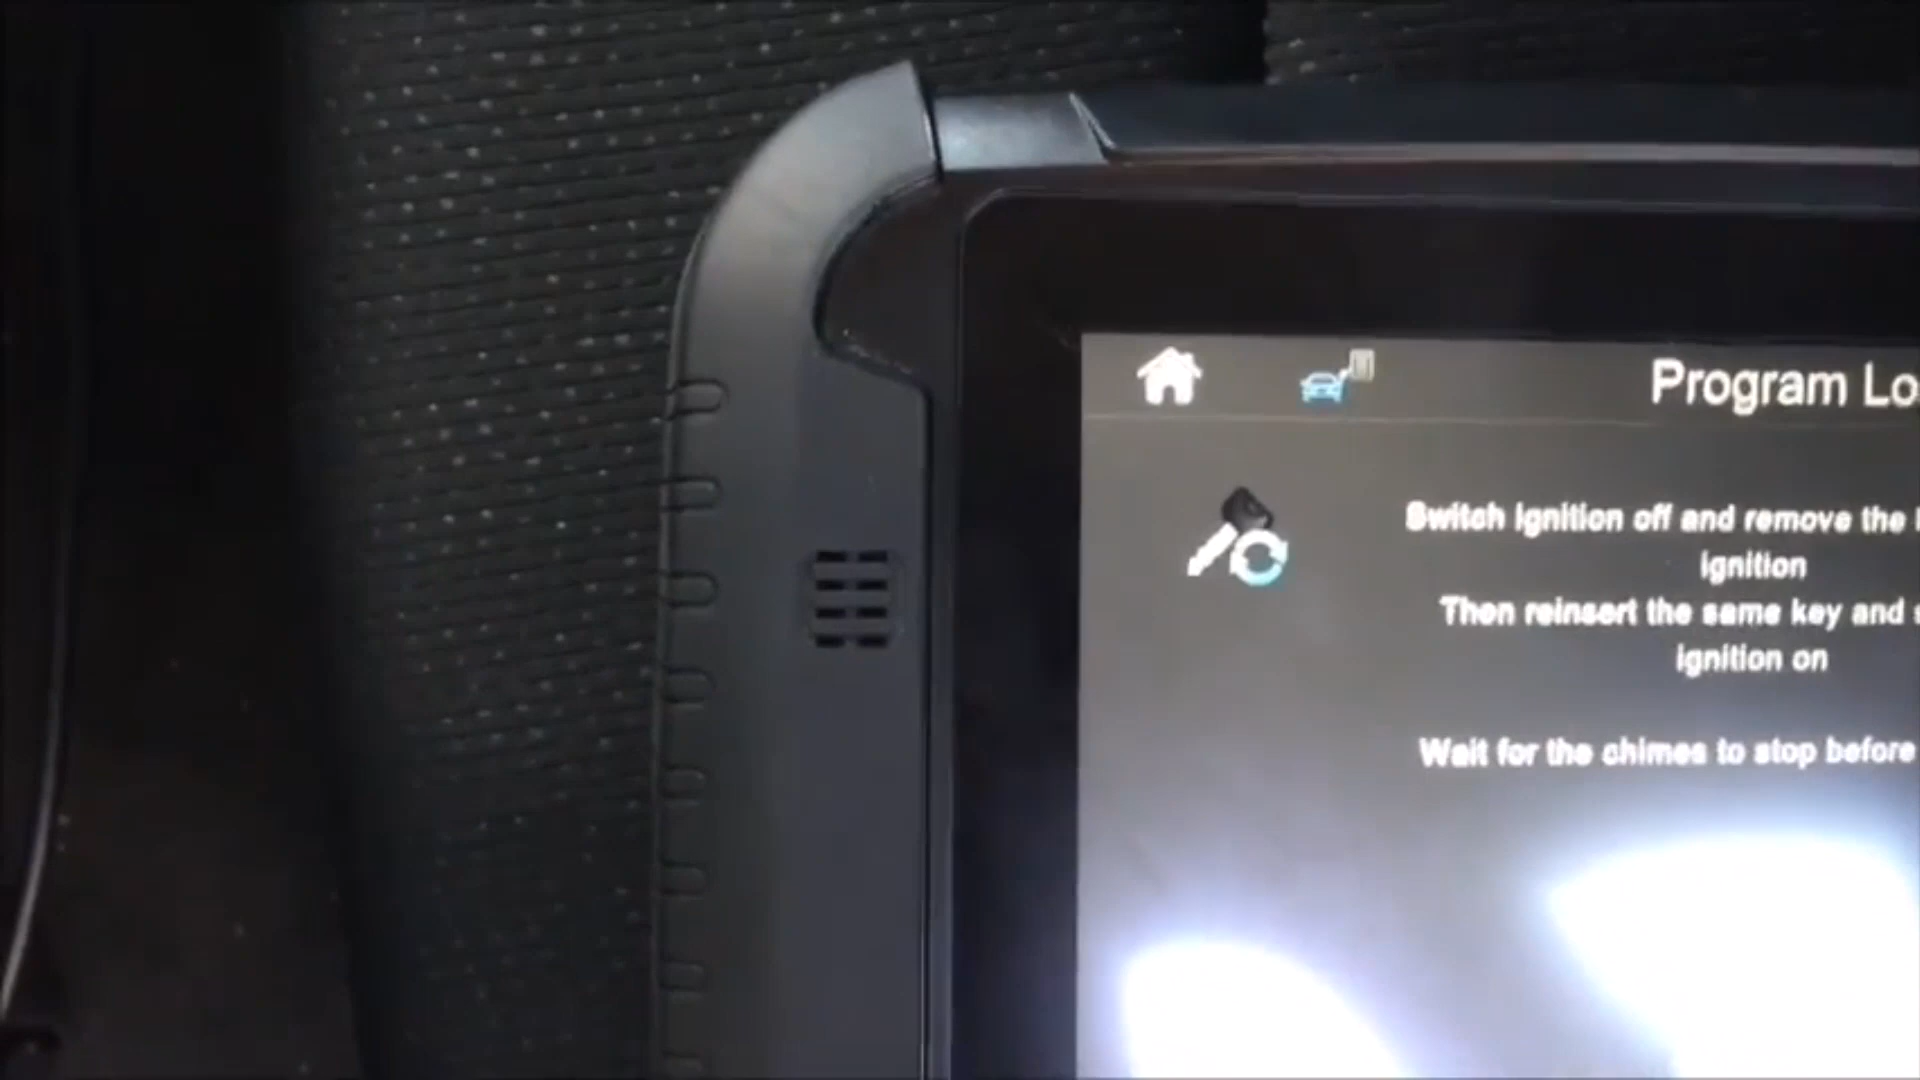 Program Lo
Switch ignition off and remove the
ignition
Then reinsert the same key and s
ignition on
Wait for the chimes to stop before